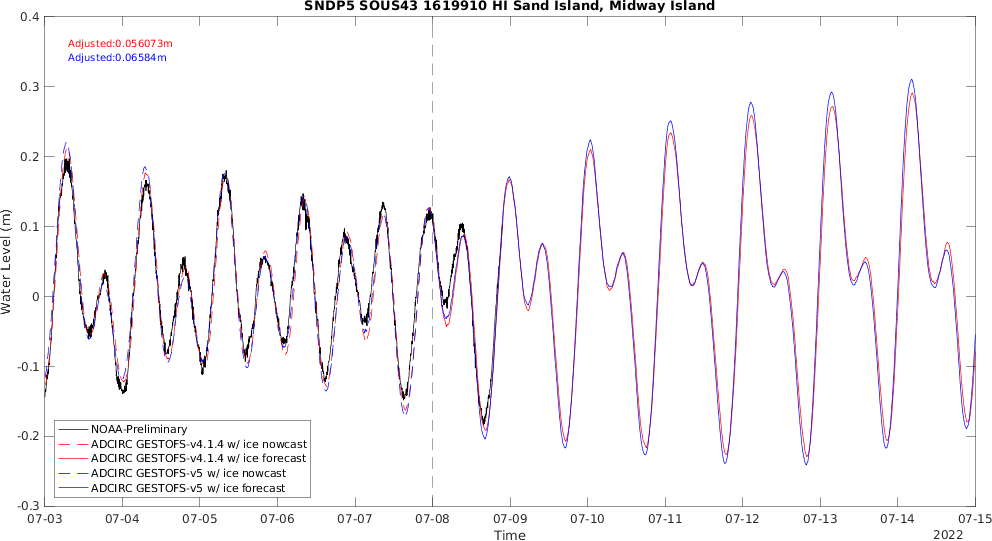 SNDP5 SOUS43 1619910 HI Sand Island, Midway Island
0.4
Adjusted:0.056073m
Adjusted:0.06584m
0.3
0.2
0.1
0
-0.1
-0.2
-0.3
Water Level (m)
NOAA-Preliminary
ADCIRC GESTOFS-v4.1.4 w/ ice nowcast
ADCIRC GESTOFS-v4.1.4 w/ ice forecast
ADCIRC GESTOFS-v5 w/ ice nowcast
ADCIRC GESTOFS-v5 w/ ice forecast
07-03 07-04 07-05 07-06 07-07 07-08 07-09 07-10 07-11 07-12 07-13 07-14 07-15
Time
2022